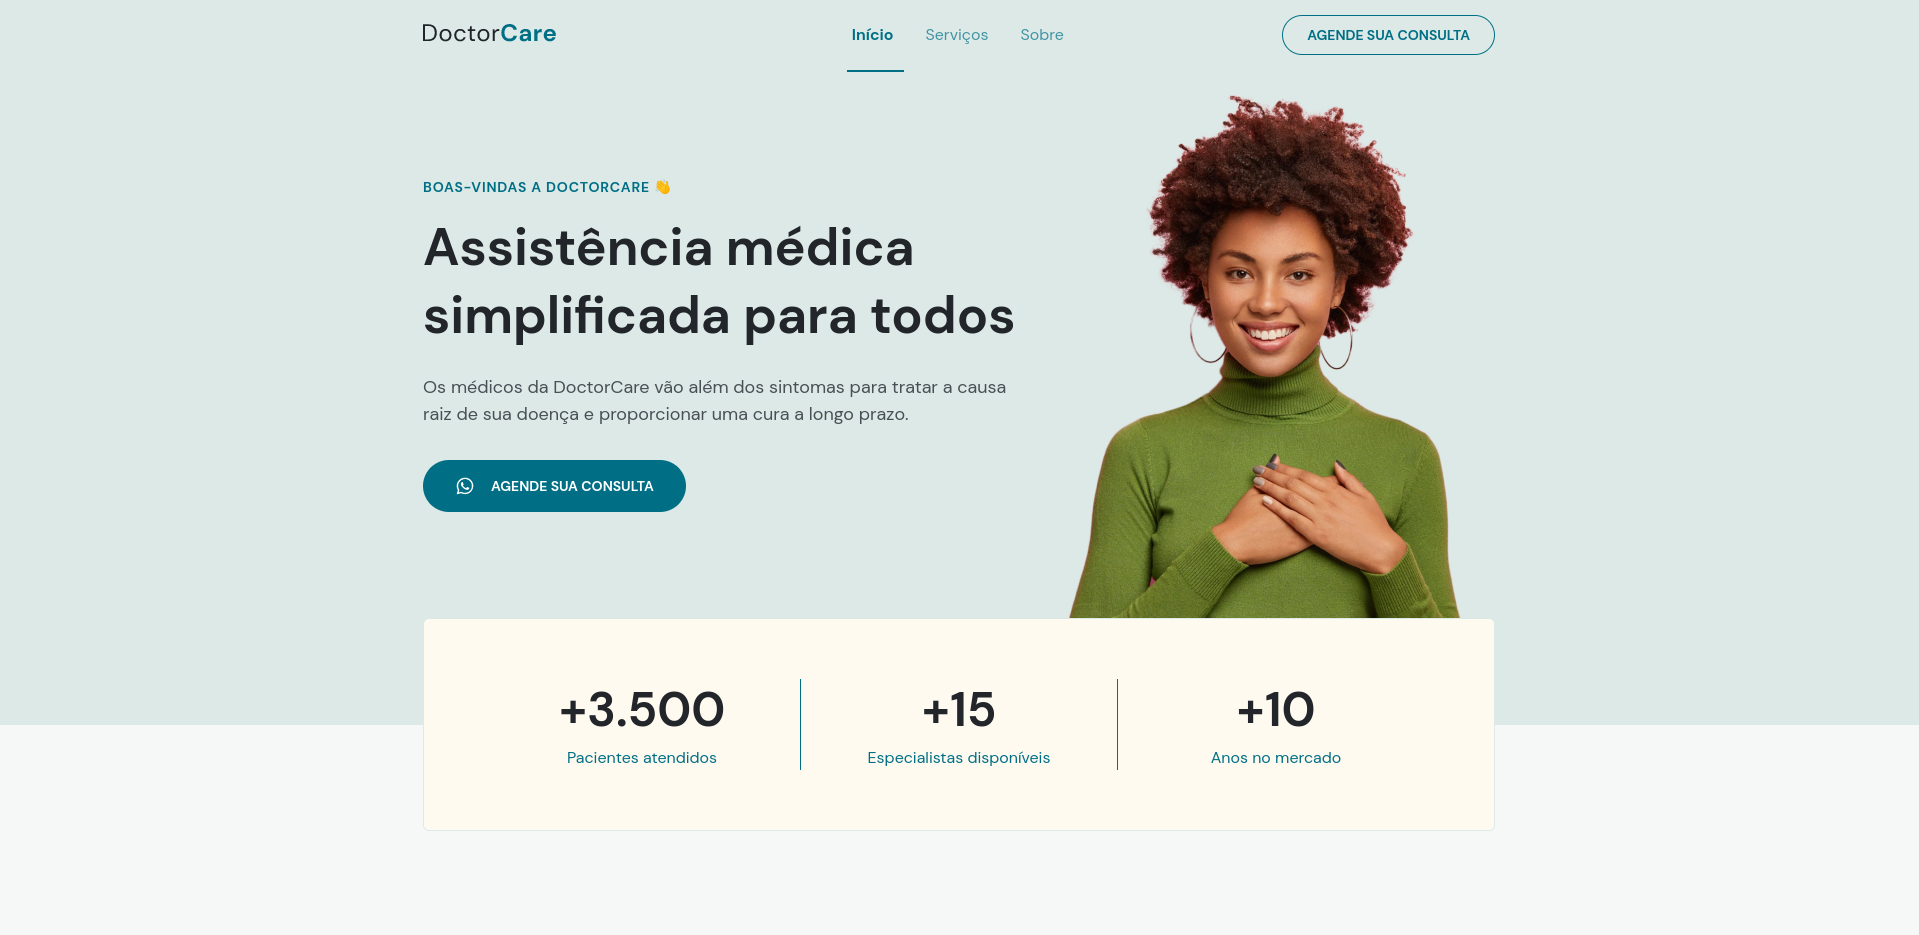 DoctorCare
Início
Serviços
Sobre
AGENDE SUA CONSULTA
BOAS-VINDAS A DOCTORCARE 👋
Assistência médica
simplificada para todos
Os médicos da DoctorCare vão além dos sintomas para tratar a causa
raiz de sua doença e proporcionar uma cura a longo prazo.
AGENDE SUA CONSULTA
+3.500
Pacientes atendidos
+15
Especialistas disponíveis
+10
Anos no mercado